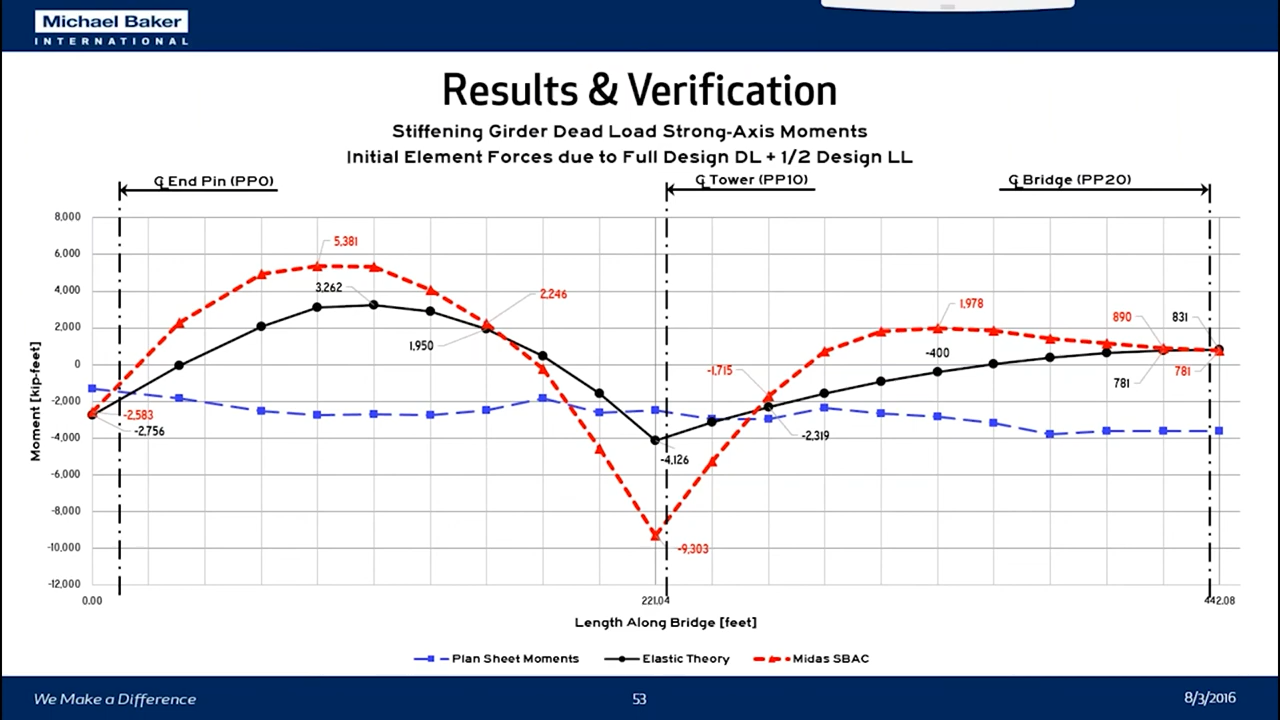 Michael Baker
INTERNATIONAL
Results & Verification
Stiffening Girder Dead Load Strong-Axis Moments
Initial Element Forces due to Full Design DL + 1/2 Design LL
℄ End Pin (PP0)
℄ Tower (PP10)
℄ Bridge (PP20)
8,000
6,000
4,000
2,000
0
-2,000
-4,000
-6,000
-8,000
-10,000
-12,000
Moment [kip-feet]
5,381
3,262
2,246
1,950
-2,583
-2,756
-4,126
-9,303
-1,715
-2,319
1,978
-400
890
831
781
781
0.00
221.04
442.08
Length Along Bridge [feet]
Plan Sheet Moments
Elastic Theory
Midas SBAC
We Make a Difference
53
8/3/2016